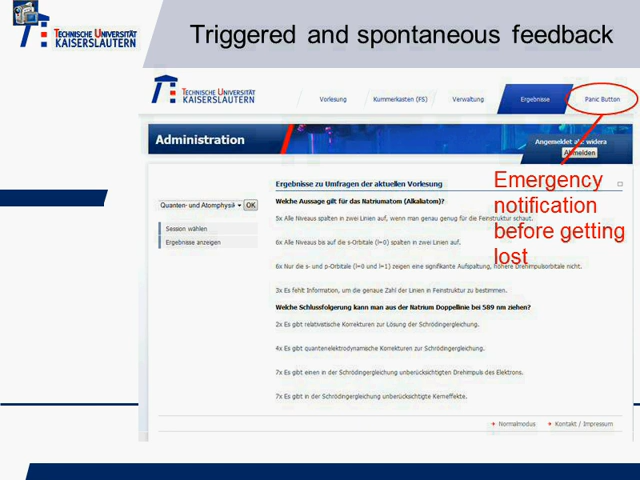 TECHNISCHE UNIVERSITÄT
KAISERSLAUTERN
Triggered and spontaneous feedback
TECHNISCHE UNIVERSITÄT
KAISERSLAUTERN
Vorlesung
Kummerkasten (FS)
Verwaltung
Ergebnisse
Panic Button
Administration
Angemeldet als: widera
Abmelden
Emergency
notification
before getting
lost
Quanten- und Atomphysik
OK
Session wählen
Ergebnisse anzeigen
Ergebnisse zu Umfragen der aktuellen Vorlesung
Welche Aussage gilt für das Natriumatom (Alkaliatom)?
5x Alle Niveaus spalten in zwei Linien auf, wenn man genau genug für die Feinstruktur schaut.
6x Alle Niveaus bis auf die s-Orbitale (l=0) spalten in zwei Linien auf.
6x Nur die s- und p-Orbitale (l=0 und l=1) zeigen eine signifikante Aufspaltung, höhere Drehimpulsorbitale nicht.
3x Es fehlt Information, um die genaue Zahl der Linien in Feinstruktur zu bestimmen.
Welche Schlussfolgerung kann man aus der Natrium Doppellinie bei 589 nm ziehen?
2x Es gibt relativistische Korrekturen zur Lösung der Schrödingergleichung.
4x Es gibt quantenelektrodynamische Korrekturen zur Schrödingergleichung.
7x Es gibt einen in der Schrödingergleichung unberücksichtigten Drehimpuls des Elektrons.
7x Es gibt in der Schrödingergleichung unberücksichtigte Kerneffekte.
Normalmodus
Kontakt / Impressum